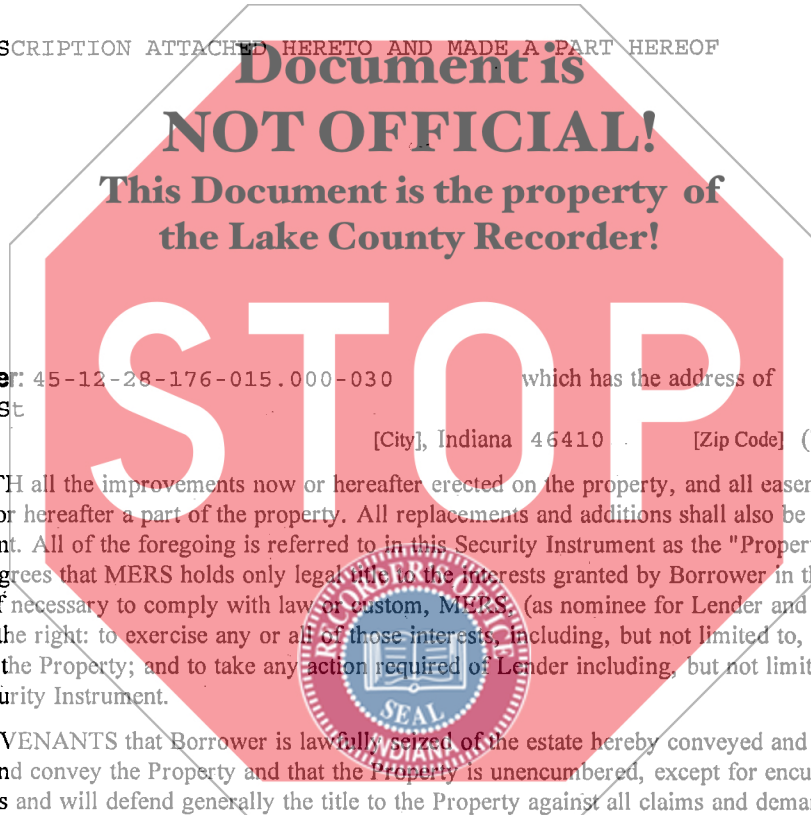 SCRIPTION ATTACHED HERETO AND MADE A PART HEREOF
Document is
NOT OFFICIAL!
This Document is the property of
the Lake County Recorder!
STOP
er: 45-12-28-176-015.000-030 which has the address of
St
[City], Indiana 46410 [Zip Code] (
TH all the improvements now or hereafter erected on the property, and all easem
or hereafter a part of the property. All replacements and additions shall also be
nt. All of the foregoing is referred to in this Security Instrument as the "Propert
grees that MERS holds only legal title to the interests granted by Borrower in th
f necessary to comply with law or custom, MERS, (as nominee for Lender and
he right: to exercise any or all of those interests, including, but not limited to,
the Property; and to take any action required of Lender including, but not limit
urity Instrument.
RECORDER'S OFFICE
SEAL
INDIANA
VENANTS that Borrower is lawfully seized of the estate hereby conveyed and
nd convey the Property and that the Property is unencumbered, except for encu
s and will defend generally the title to the Property against all claims and dema